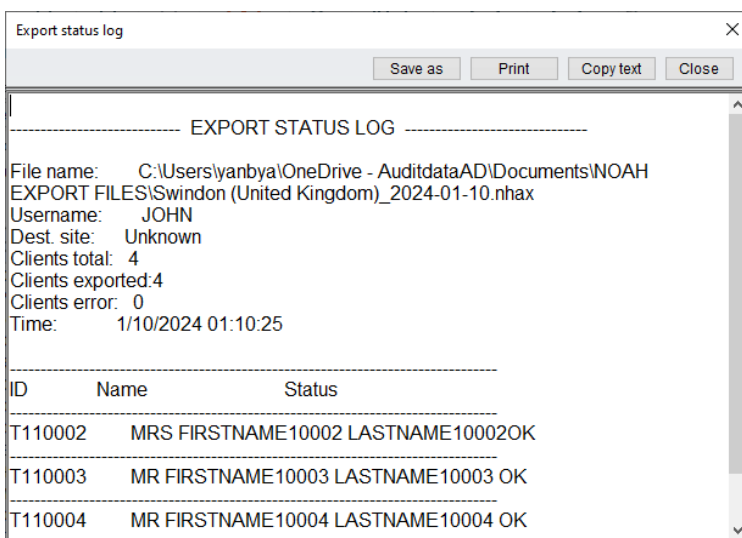 Export status log
Save as Print Copy text Close
---------------------------- EXPORT STATUS LOG ------------------------------
File name: C:\Users\yanbya\OneDrive - AuditdataAD\Documents\NOAH
EXPORT FILES\Swindon (United Kingdom)_2024-01-10.nhax
Username: JOHN
Dest. site: Unknown
Clients total: 4
Clients exported:4
Clients error: 0
Time: 1/10/2024 01:10:25
--------------------------------------------------------------------------------
ID Name Status
--------------------------------------------------------------------------------
T110002 MRS FIRSTNAME10002 LASTNAME10002OK
--------------------------------------------------------------------------------
T110003 MR FIRSTNAME10003 LASTNAME10003 OK
--------------------------------------------------------------------------------
T110004 MR FIRSTNAME10004 LASTNAME10004 OK